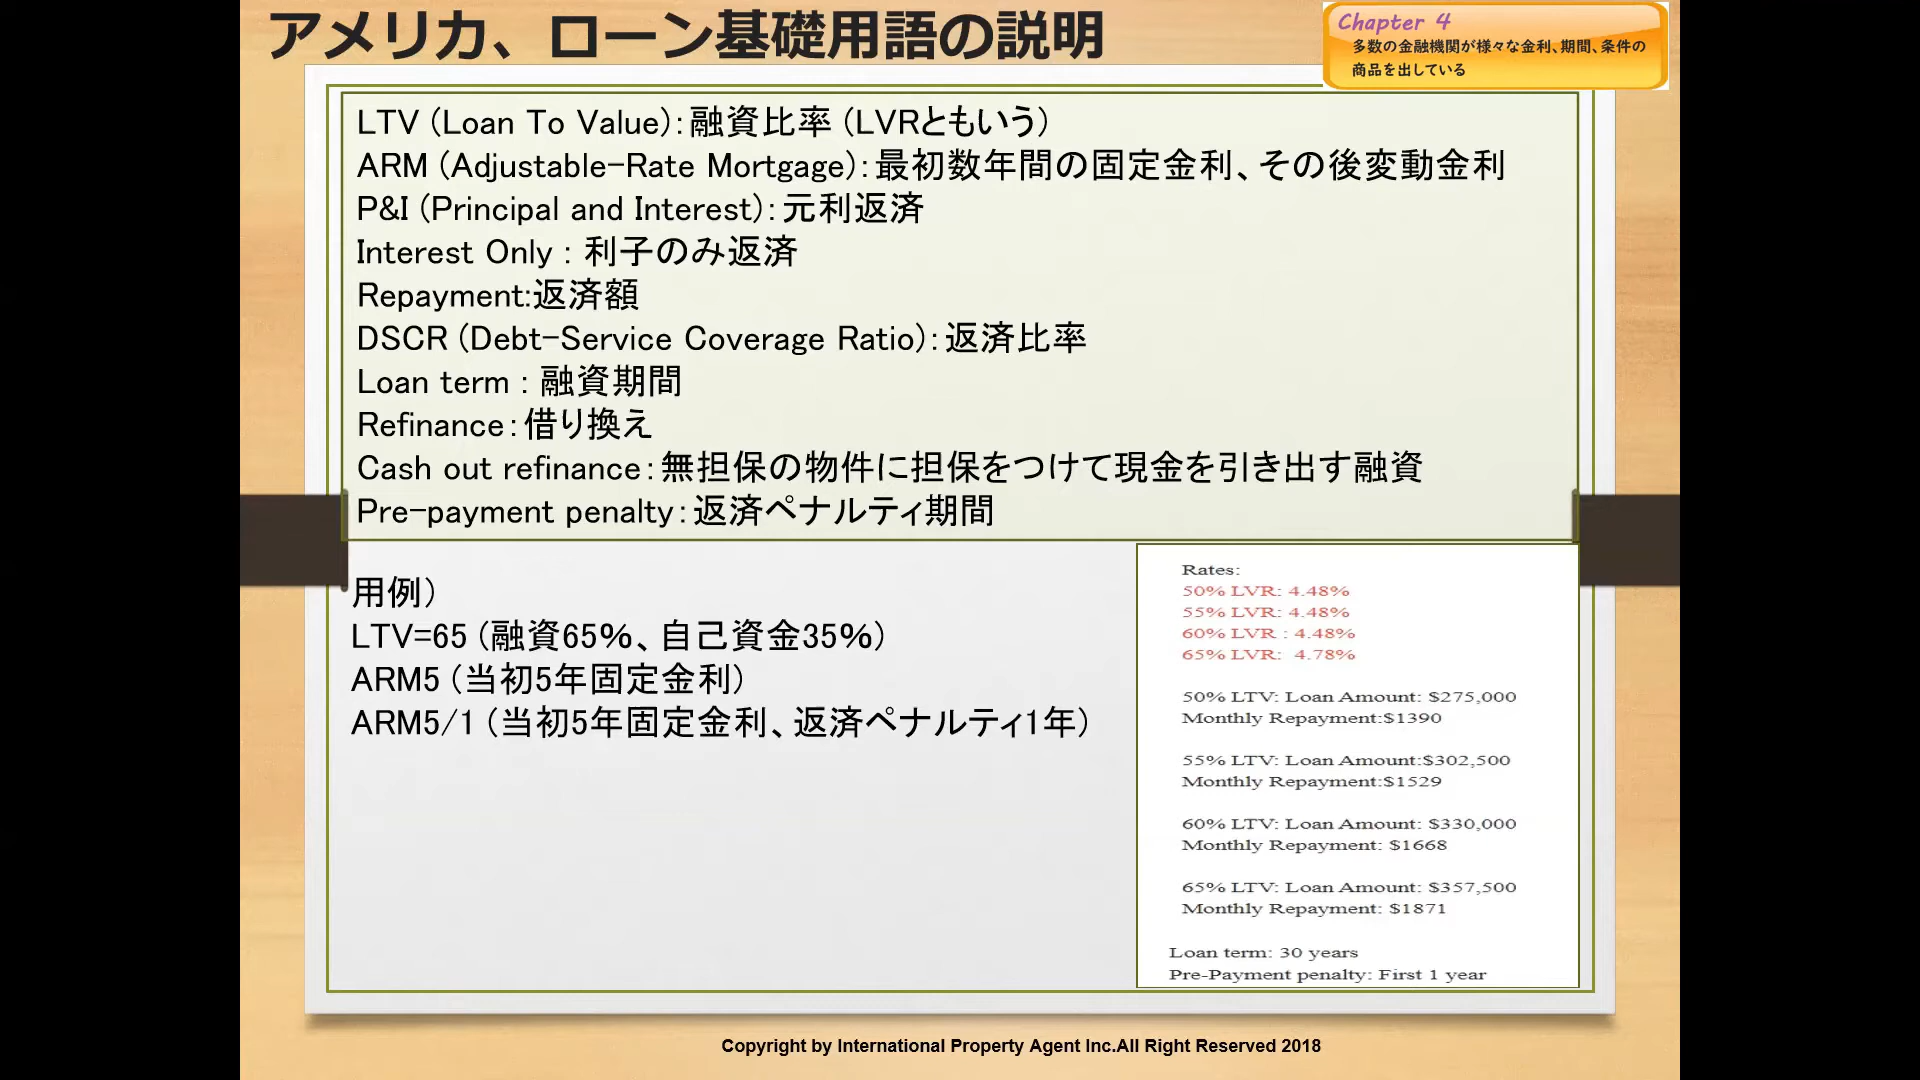 アメリカ、ローン基礎用語の説明
Chapter 4
多数の金融機関が様々な金利、期間、条件の
商品を出している
LTV (Loan To Value):融資比率 (LVRともいう)
ARM (Adjustable-Rate Mortgage):最初数年間の固定金利、その後変動金利
P&I (Principal and Interest):元利返済
Interest Only : 利子のみ返済
Repayment:返済額
DSCR (Debt-Service Coverage Ratio):返済比率
Loan term : 融資期間
Refinance:借り換え
Cash out refinance:無担保の物件に担保をつけて現金を引き出す融資
Pre-payment penalty:返済ペナルティ期間
用例)
LTV=65 (融資65%、自己資金35%)
ARM5 (当初5年固定金利)
ARM5/1 (当初5年固定金利、返済ペナルティ1年)
Rates:
50% LVR: 4.48%
55% LVR: 4.48%
60% LVR : 4.48%
65% LVR: 4.78%
50% LTV: Loan Amount: $275,000
Monthly Repayment:$1390
55% LTV: Loan Amount:$302,500
Monthly Repayment:$1529
60% LTV: Loan Amount: $330,000
Monthly Repayment: $1668
65% LTV: Loan Amount: $357,500
Monthly Repayment: $1871
Loan term: 30 years
Pre-Payment penalty: First 1 year
Copyright by International Property Agent Inc.All Right Reserved 2018